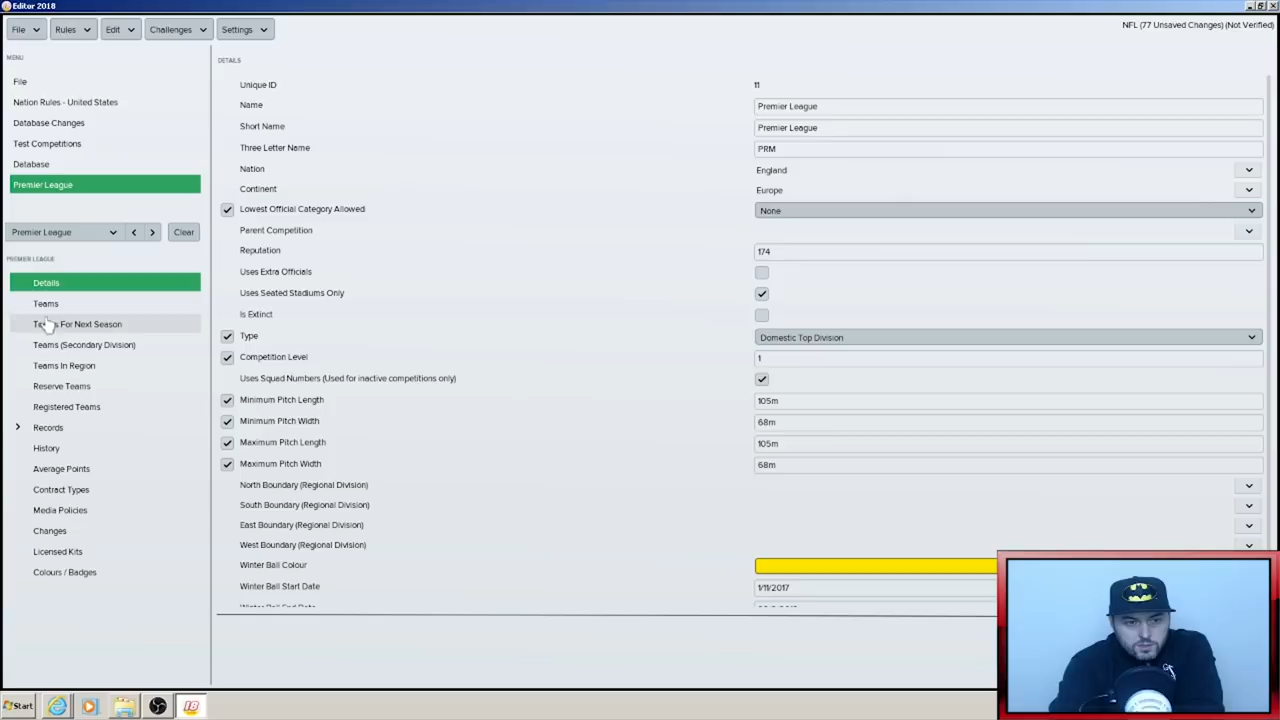 Editor 2018
File
Rules
Edit
Challenges
Settings
NFL (77 Unsaved Changes) (Not Verified)
MENU
File
Nation Rules - United States
Database Changes
Test Competitions
Database
Premier League
Premier League
Clear
PREMIER LEAGUE
Details
Teams
Teams For Next Season
Teams (Secondary Division)
Teams In Region
Reserve Teams
Registered Teams
Records
History
Average Points
Contract Types
Media Policies
Changes
Licensed Kits
Colours / Badges
DETAILS
Unique ID 11
Name Premier League
Short Name Premier League
Three Letter Name PRM
Nation England
Continent Europe
Lowest Official Category Allowed None
Parent Competition
Reputation 174
Uses Extra Officials
Uses Seated Stadiums Only
Is Extinct
Type Domestic Top Division
Competition Level 1
Uses Squad Numbers (Used for inactive competitions only)
Minimum Pitch Length 105m
Minimum Pitch Width 68m
Maximum Pitch Length 105m
Maximum Pitch Width 68m
North Boundary (Regional Division)
South Boundary (Regional Division)
East Boundary (Regional Division)
West Boundary (Regional Division)
Winter Ball Colour
Winter Ball Start Date 1/11/2017
Winter Ball End Date
Start
18